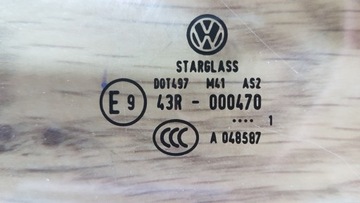 VW
STARGLASS
DOT497 M41 AS2
E9 43R - 000470
.... 1
CCC A 048587